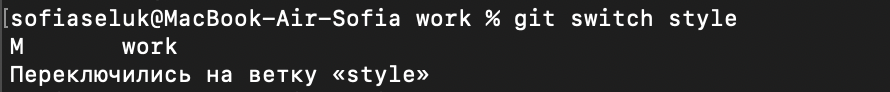 [sofiaseluk@MacBook-Air-Sofia work % git switch style
M work
Переключились на ветку «style»